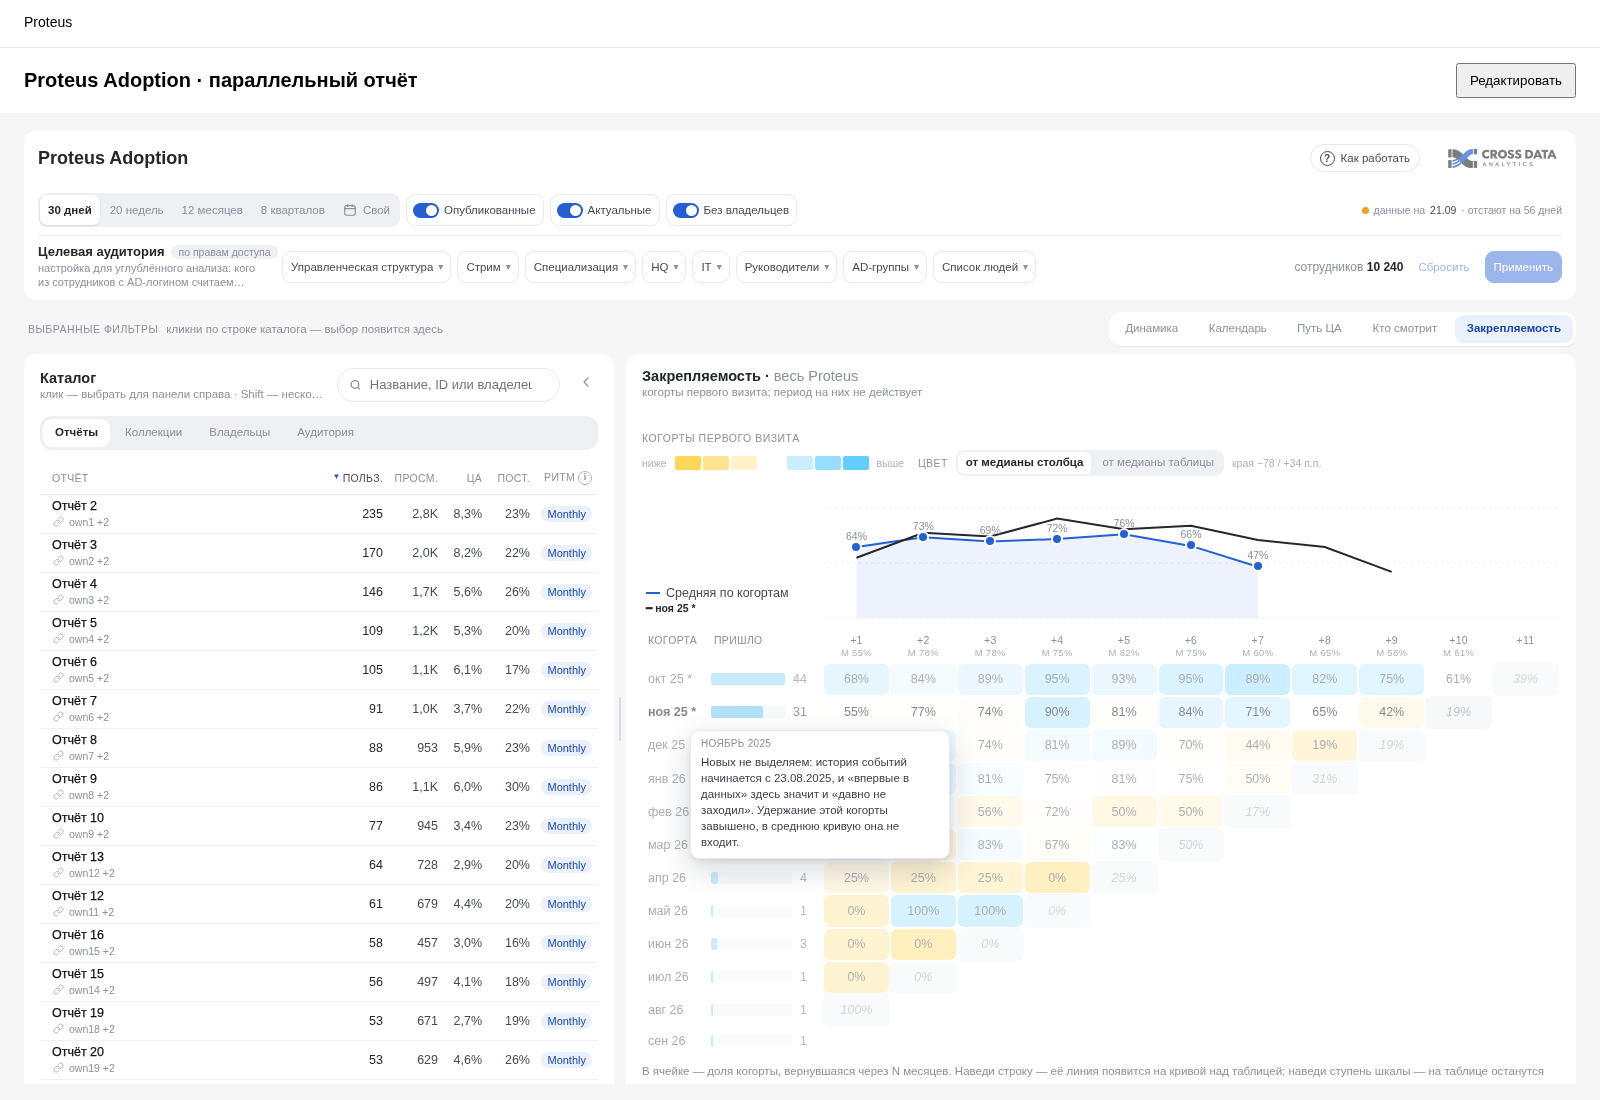 Proteus
Proteus Adoption · параллельный отчёт
Редактировать
Proteus Adoption
Как работать
CROSS DATA
ANALYTICS
30 дней 20 недель 12 месяцев 8 кварталов Свой Опубликованные Актуальные Без владельцев
данные на 21.09 · отстают на 56 дней
Целевая аудитория по правам доступа
настройка для углублённого анализа: кого
из сотрудников с AD-логином считаем…
Управленческая структура Стрим Специализация HQ IT Руководители AD-группы Список людей
сотрудников 10 240 Сбросить Применить
ВЫБРАННЫЕ ФИЛЬТРЫ кликни по строке каталога — выбор появится здесь
Динамика Календарь Путь ЦА Кто смотрит Закрепляемость
Каталог
клик — выбрать для панели справа · Shift — неско…
Название, ID или владелец
Отчёты Коллекции Владельцы Аудитория
ОТЧЁТ ▼ ПОЛЬЗ. ПРОСМ. ЦА ПОСТ. РИТМ
Отчёт 2 235 2,8K 8,3% 23% Monthly
own1 +2
Отчёт 3 170 2,0K 8,2% 22% Monthly
own2 +2
Отчёт 4 146 1,7K 5,6% 26% Monthly
own3 +2
Отчёт 5 109 1,2K 5,3% 20% Monthly
own4 +2
Отчёт 6 105 1,1K 6,1% 17% Monthly
own5 +2
Отчёт 7 91 1,0K 3,7% 22% Monthly
own6 +2
Отчёт 8 88 953 5,9% 23% Monthly
own7 +2
Отчёт 9 86 1,1K 6,0% 30% Monthly
own8 +2
Отчёт 10 77 945 3,4% 23% Monthly
own9 +2
Отчёт 13 64 728 2,9% 20% Monthly
own12 +2
Отчёт 12 61 679 4,4% 20% Monthly
own11 +2
Отчёт 16 58 457 3,0% 16% Monthly
own15 +2
Отчёт 15 56 497 4,1% 18% Monthly
own14 +2
Отчёт 19 53 671 2,7% 19% Monthly
own18 +2
Отчёт 20 53 629 4,6% 26% Monthly
own19 +2
Закрепляемость · весь Proteus
когорты первого визита; период на них не действует
КОГОРТЫ ПЕРВОГО ВИЗИТА
ниже выше ЦВЕТ от медианы столбца от медианы таблицы края −78 / +34 п.п.
64% 73% 69% 72% 76% 66% 47%
Средняя по когортам
ноя 25 *
КОГОРТА ПРИШЛО +1 +2 +3 +4 +5 +6 +7 +8 +9 +10 +11
М 55% М 78% М 78% М 75% М 82% М 75% М 60% М 65% М 58% М 61%
окт 25 * 44 68% 84% 89% 95% 93% 95% 89% 82% 75% 61% 39%
ноя 25 * 31 55% 77% 74% 90% 81% 84% 71% 65% 42% 19%
дек 25 74% 81% 89% 70% 44% 19% 19%
янв 26 81% 75% 81% 75% 50% 31%
фев 26 56% 72% 50% 50% 17%
мар 26 83% 67% 83% 50%
НОЯБРЬ 2025
Новых не выделяем: история событий
начинается с 23.08.2025, и «впервые в
данных» здесь значит и «давно не
заходил». Удержание этой когорты
завышено, в среднюю кривую она не
входит.
апр 26 4 25% 25% 25% 0% 25%
май 26 1 0% 100% 100% 0%
июн 26 3 0% 0% 0%
июл 26 1 0% 0%
авг 26 1 100%
сен 26 1
В ячейке — доля когорты, вернувшаяся через N месяцев. Наведи строку — её линия появится на кривой над таблицей; наведи ступень шкалы — на таблице останутся